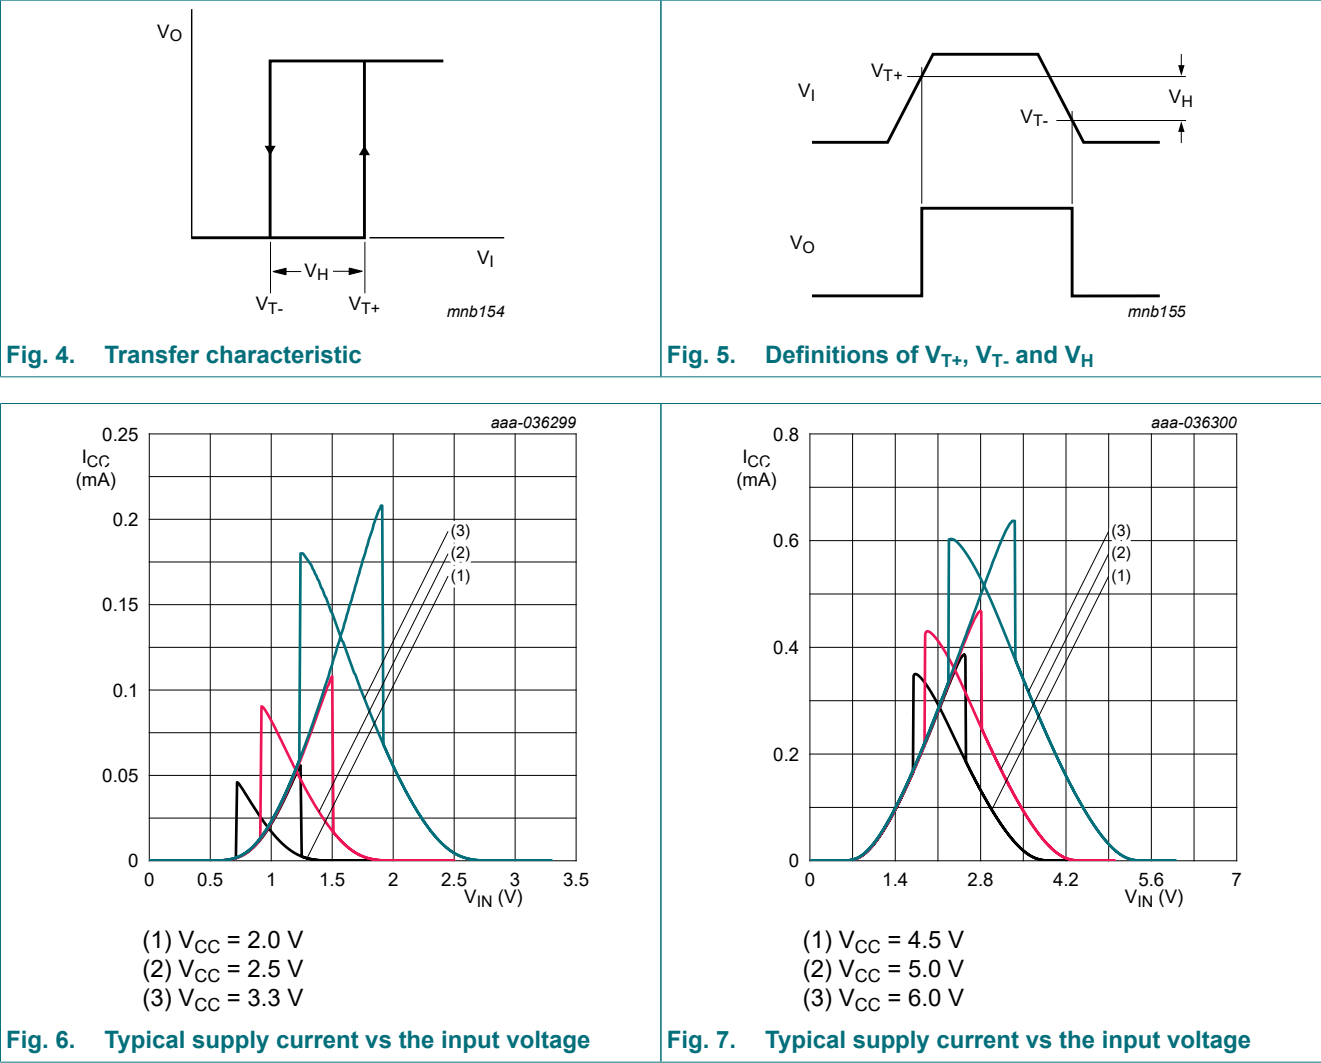 VO
VI
VH
VT-
VT+
mnb154
Fig. 4. Transfer characteristic
VI
VT+
VT-
VH
VO
mnb155
Fig. 5. Definitions of VT+, VT- and VH
aaa-036299
ICC
(mA)
0.25
0.2
0.15
0.1
0.05
0
(3)
(2)
(1)
0 0.5 1 1.5 2 2.5 3 3.5
VIN (V)
(1) VCC = 2.0 V
(2) VCC = 2.5 V
(3) VCC = 3.3 V
Fig. 6. Typical supply current vs the input voltage
aaa-036300
ICC
(mA)
0.8
0.6
0.4
0.2
0
(3)
(2)
(1)
0 1.4 2.8 4.2 5.6 7
VIN (V)
(1) VCC = 4.5 V
(2) VCC = 5.0 V
(3) VCC = 6.0 V
Fig. 7. Typical supply current vs the input voltage